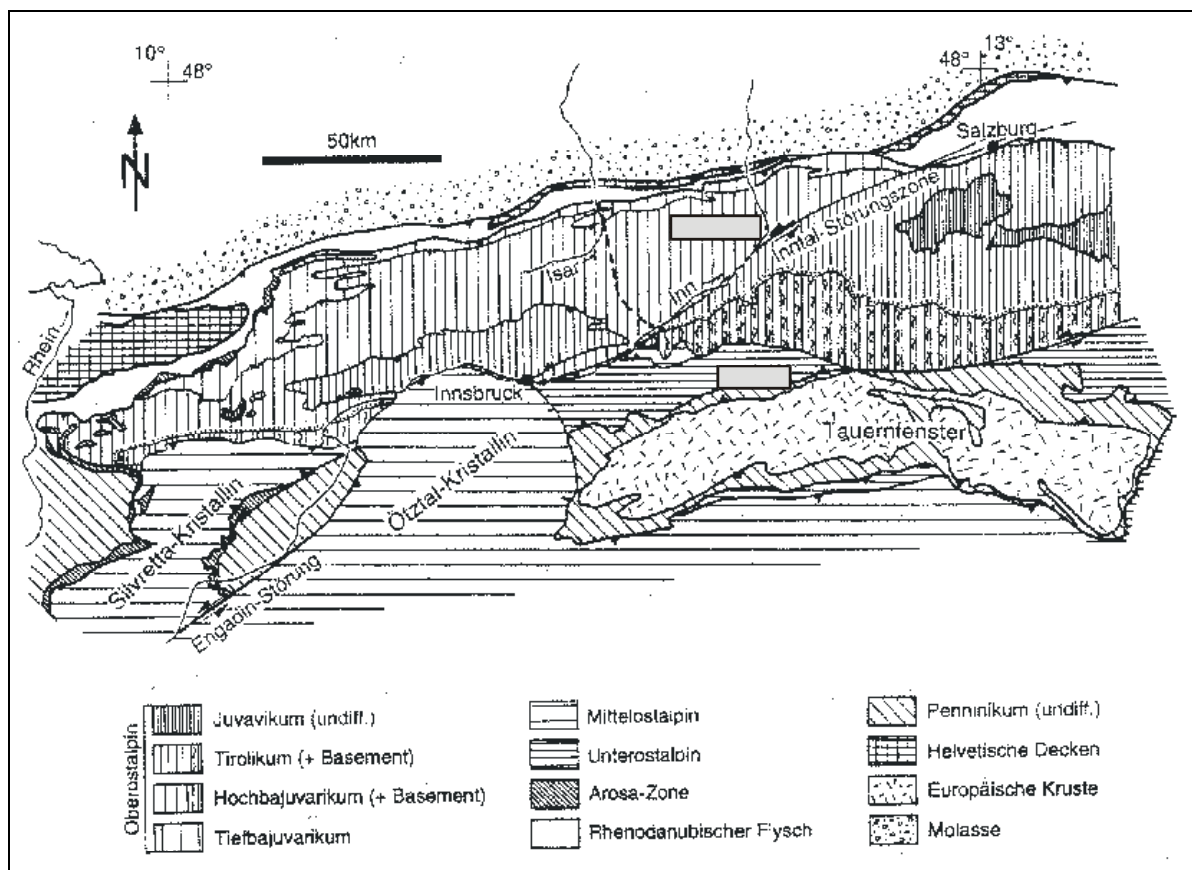 10°
48°
13°
48°
N
50km
Salzburg
Inntal-Störungszone
Isar
Inn
Rhein
Innsbruck
Tauernfenster
Ötztal-Kristallin
Silvretta-Kristallin
Engadin-Störung
Oberostalpin
Juvavikum (undiff.)
Tirolikum (+ Basement)
Hochbajuvarikum (+ Basement)
Tiefbajuvarikum
Mittelostalpin
Unterostalpin
Arosa-Zone
Rhenodanubischer Flysch
Penninikum (undiff.)
Helvetische Decken
Europäische Kruste
Molasse